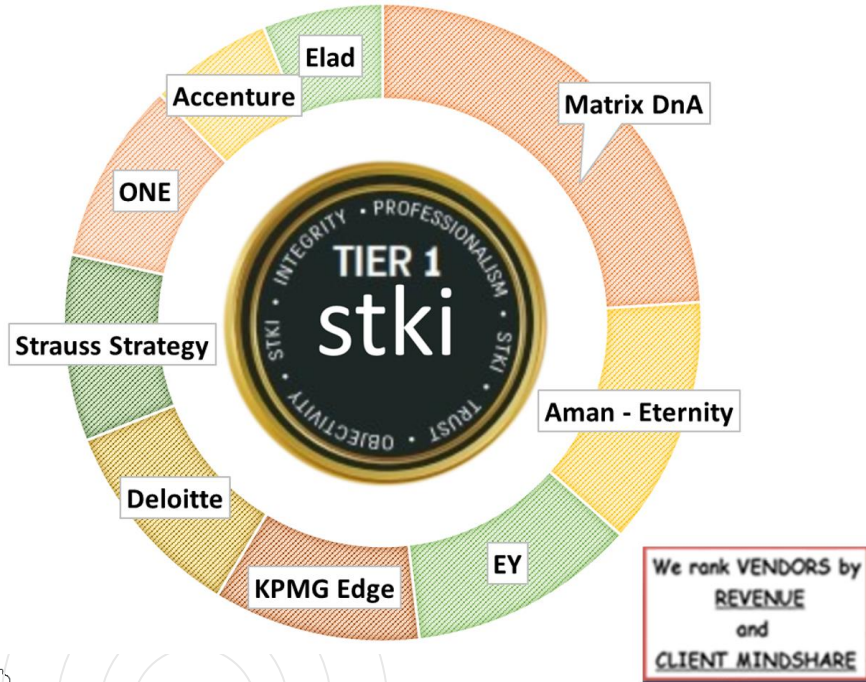 Elad
Accenture
Matrix DnA
ONE
INTEGRITY • PROFESSIONALISM • STKI • TRUST • OBJECTIVITY • STKI •
TIER 1
stki
Strauss Strategy
Aman - Eternity
Deloitte
EY
KPMG Edge
We rank VENDORS by
REVENUE
and
CLIENT MINDSHARE